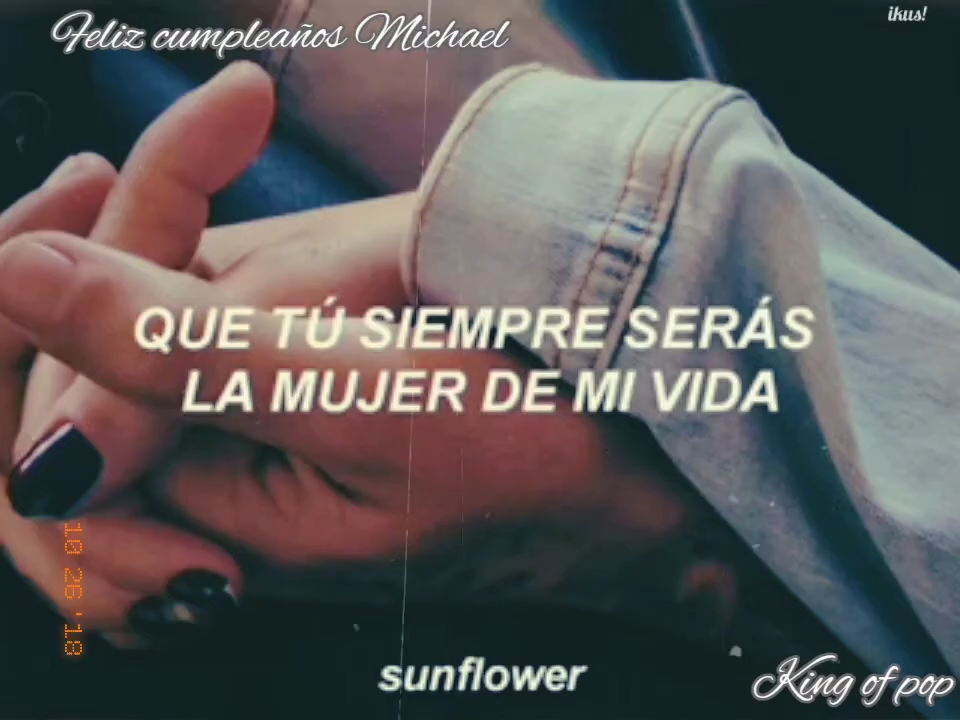 Feliz cumpleaños Michael
ikus!
QUE TÚ SIEMPRE SERÁS
LA MUJER DE MI VIDA
10 26 '18
sunflower
King of pop